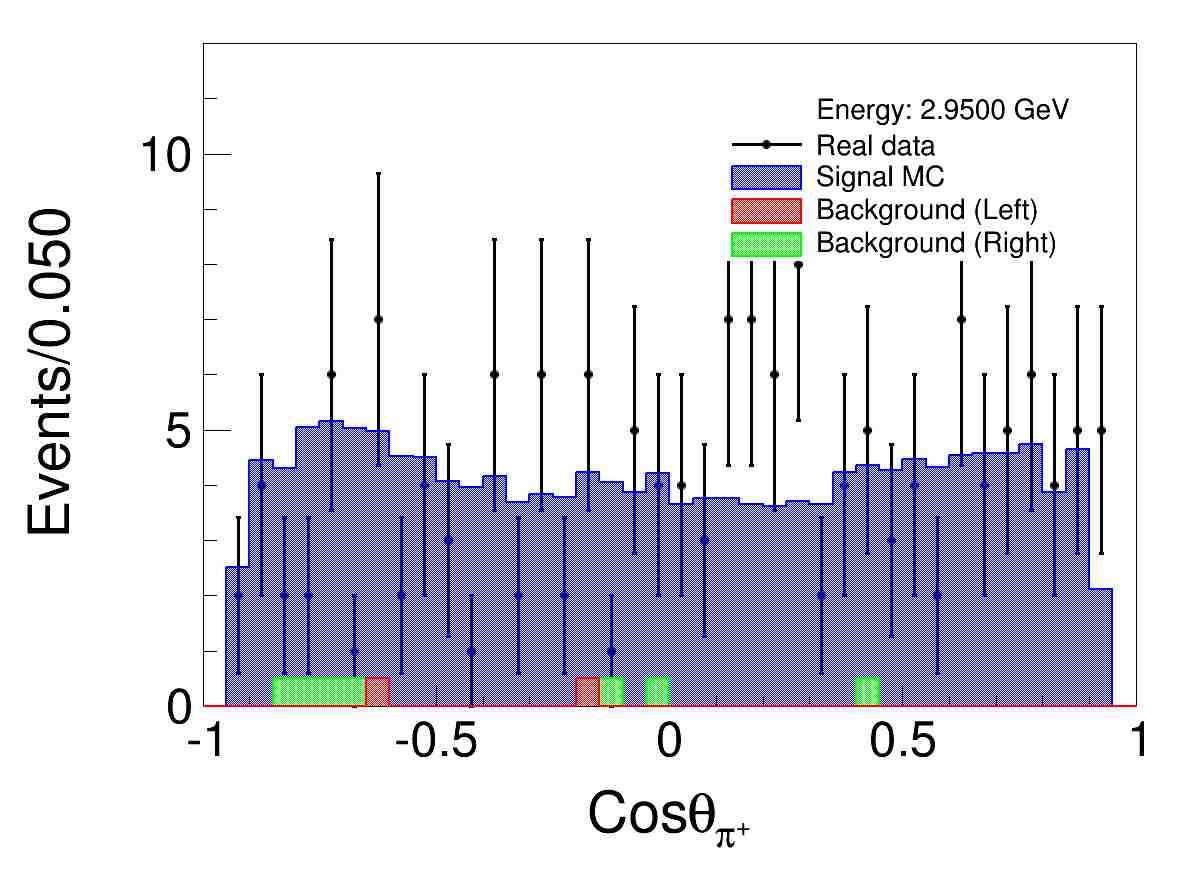 Energy: 2.9500 GeV
Real data
Signal MC
Background (Left)
Background (Right)
Events/0.050
10
5
0
-1
-0.5
0
0.5
1
Cosθπ+